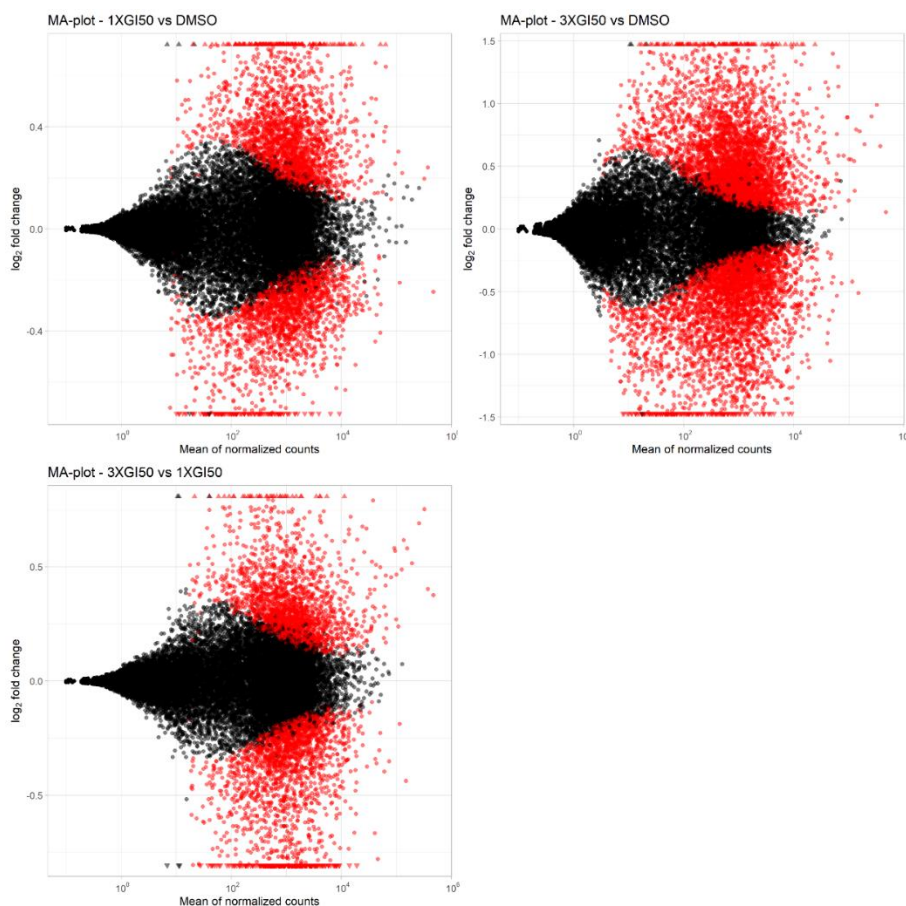 MA-plot - 1XGI50 vs DMSO
log2 fold change
0.4
0.0
-0.4
10^0
10^2
10^4
Mean of normalized counts
MA-plot - 3XGI50 vs DMSO
log2 fold change
1.5
1.0
0.5
0.0
-0.5
-1.0
-1.5
10^0
10^2
10^4
Mean of normalized counts
MA-plot - 3XGI50 vs 1XGI50
log2 fold change
0.5
0.0
-0.5
10^0
10^2
10^4
10^6
Mean of normalized counts